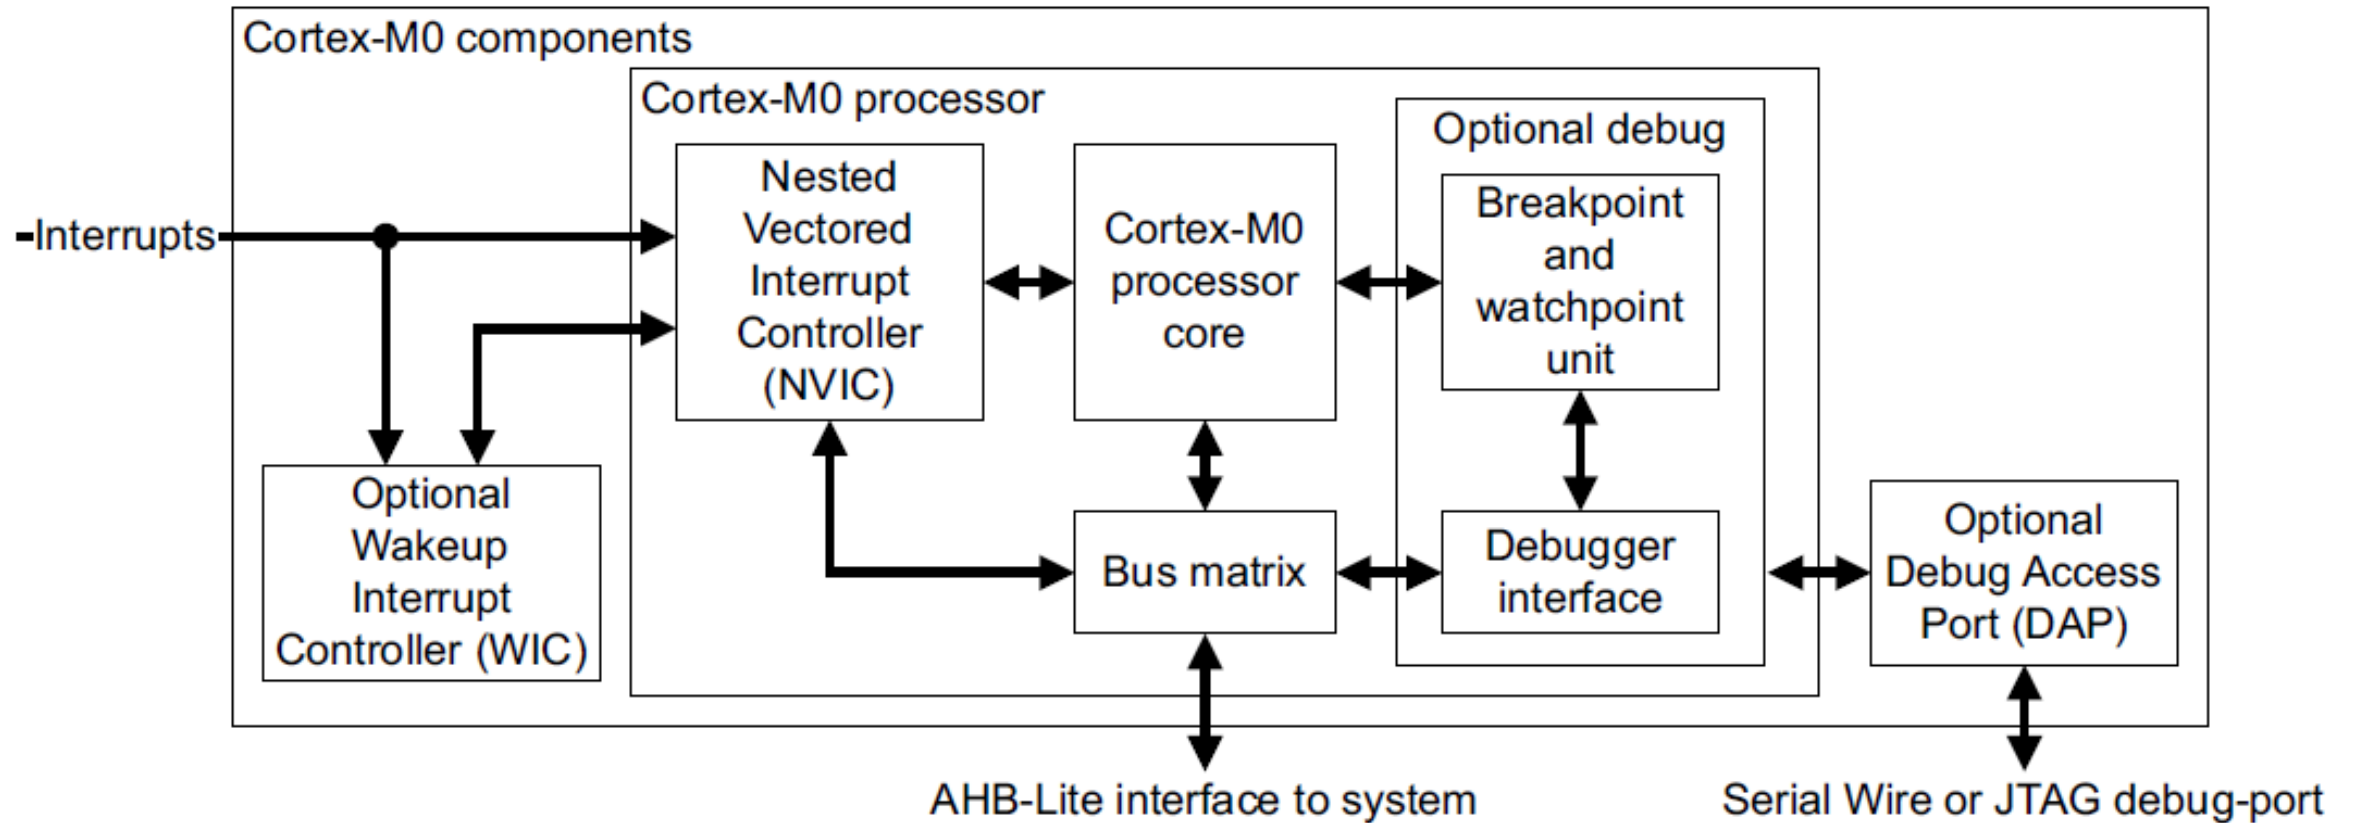 Cortex-M0 components
Cortex-M0 processor
Interrupts
Nested
Vectored
Interrupt
Controller
(NVIC)
Cortex-M0
processor
core
Optional debug
Breakpoint
and
watchpoint
unit
Optional
Wakeup
Interrupt
Controller (WIC)
Bus matrix
Debugger
interface
Optional
Debug Access
Port (DAP)
AHB-Lite interface to system
Serial Wire or JTAG debug-port